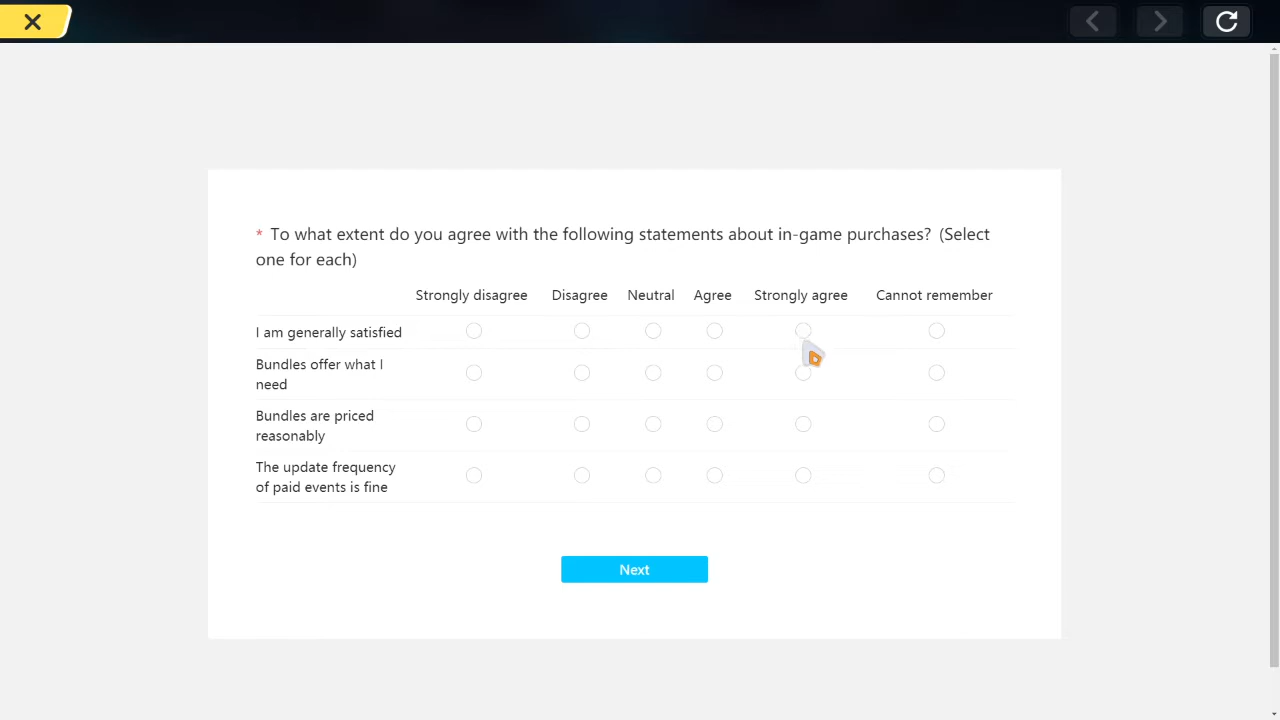 * To what extent do you agree with the following statements about in-game purchases? (Select
one for each)
Strongly disagree Disagree Neutral Agree Strongly agree Cannot remember
I am generally satisfied
Bundles offer what I
need
Bundles are priced
reasonably
The update frequency
of paid events is fine
Next